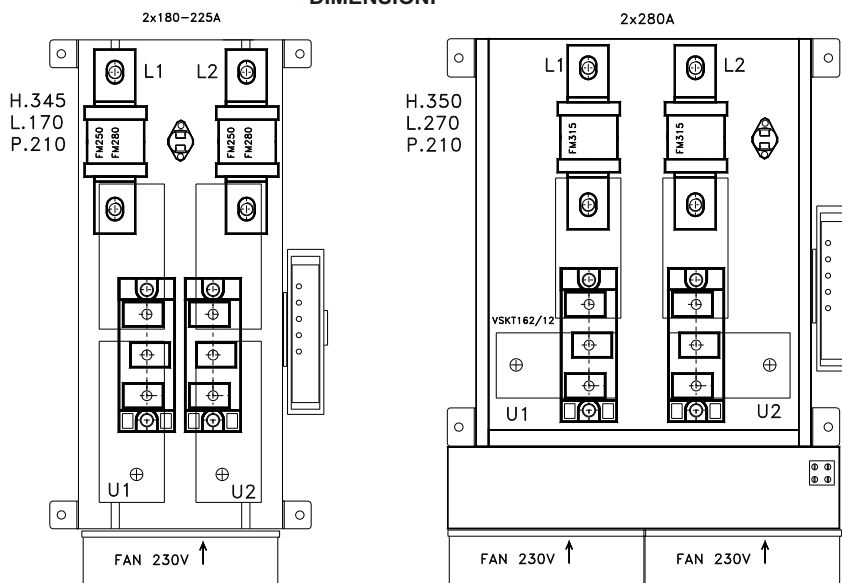 DIMENSIONI
2x180-225A
L1
L2
H.345
L.170
P.210
FM250
FM280
FM250
FM280
U1
U2
FAN 230V
2x280A
L1
L2
H.350
L.270
P.210
FM315
FM315
VSKT162/12
U1
U2
FAN 230V
FAN 230V